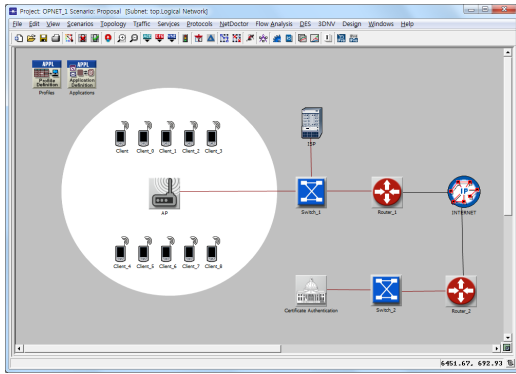 Project: OPNET_1 Scenario: Proposal [Subnet: top.Logical Network]
File Edit View Scenarios Topology Traffic Services Protocols NetDoctor Flow Analysis DES 3DNV Design Windows Help
APPL
Profile
Definition
Profiles
APPL
Application
Definition
Applications
Client Client_0 Client_1 Client_2 Client_3
ISP
AP
Switch_1
Router_1
IP
INTERNET
Client_4 Client_5 Client_6 Client_7 Client_8
Certificate Authentication
Switch_2
Router_2
6451.67, 692.93